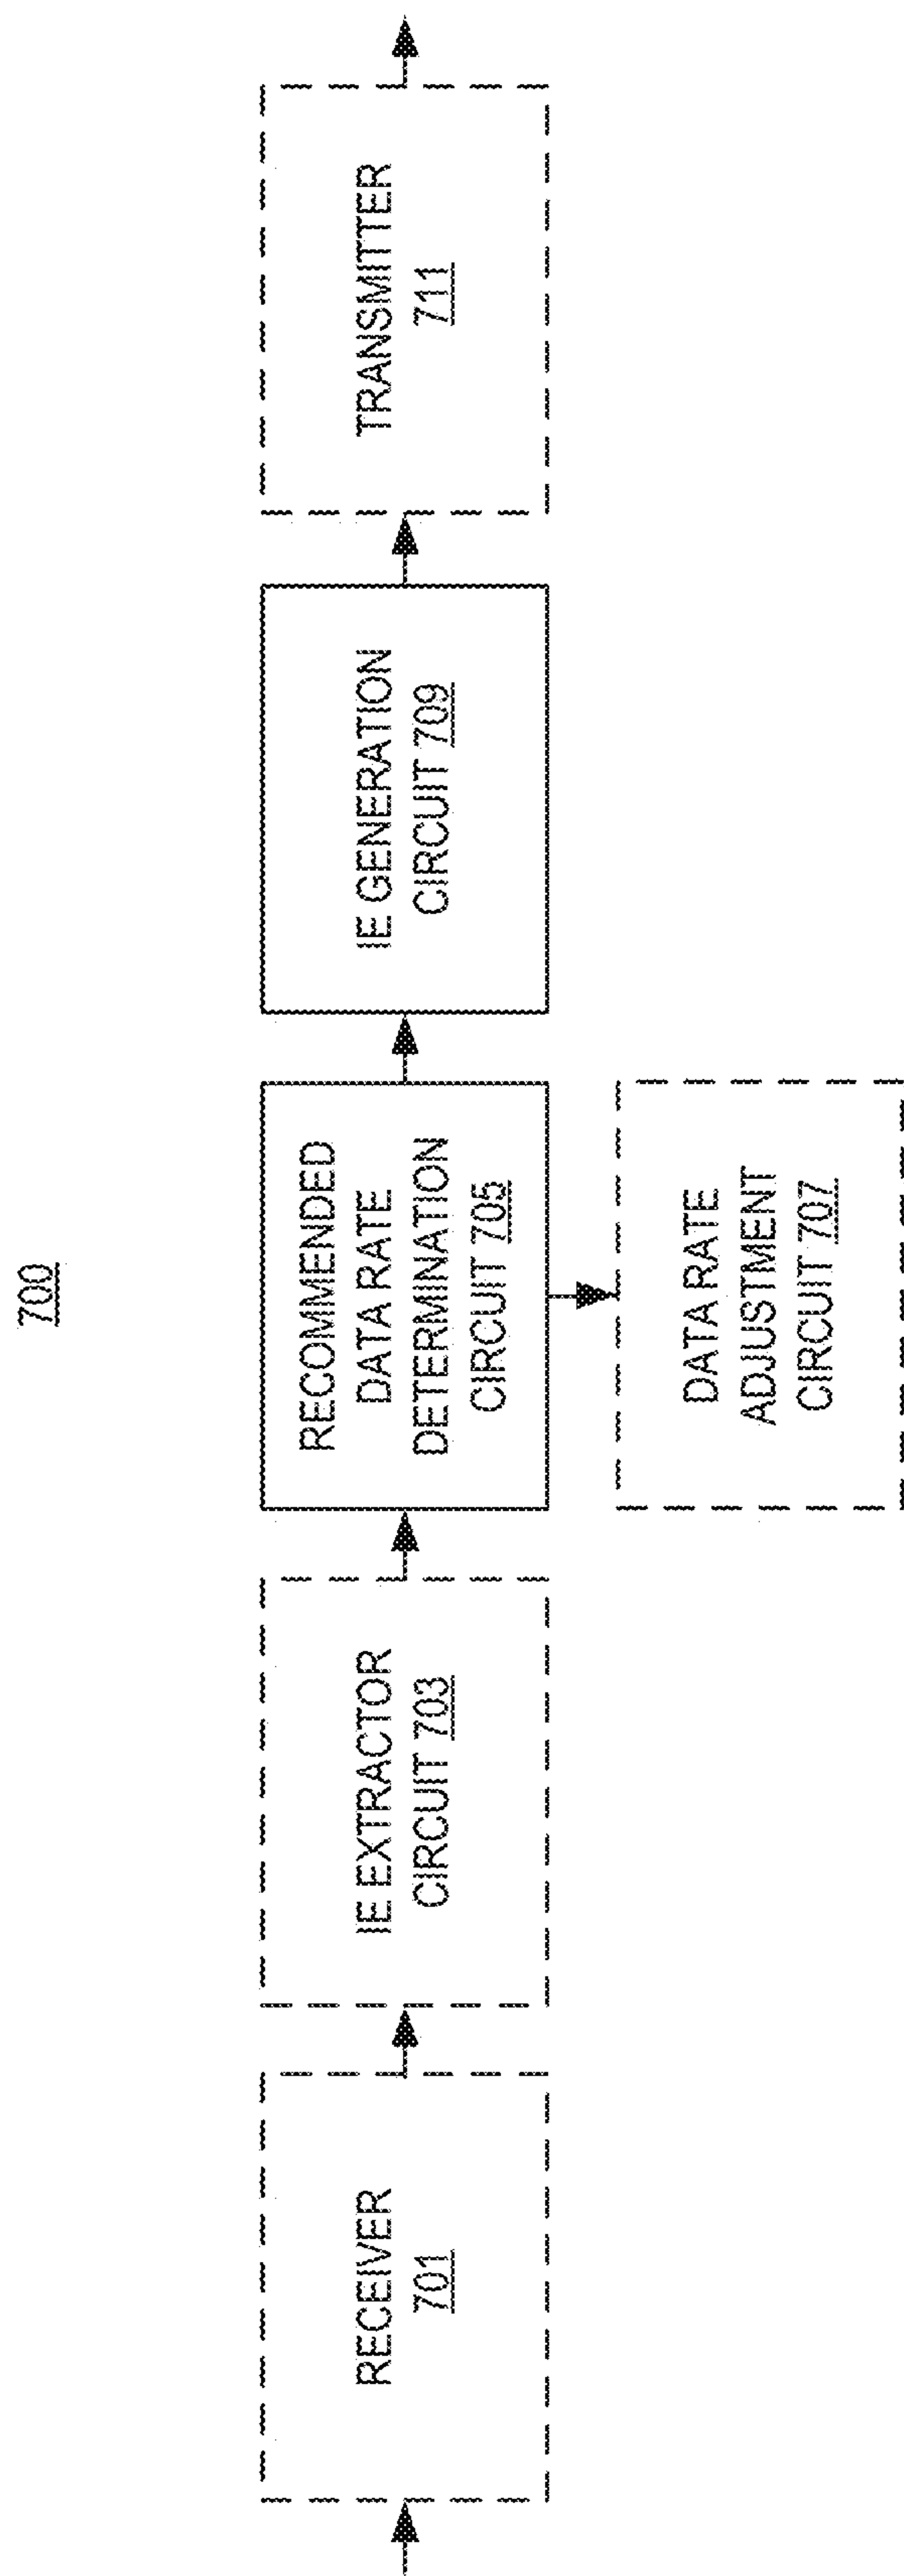 700
RECEIVER
701
IE EXTRACTOR
CIRCUIT 703
RECOMMENDED
DATA RATE
DETERMINATION
CIRCUIT 705
DATA RATE
ADJUSTMENT
CIRCUIT 707
IE GENERATION
CIRCUIT 709
TRANSMITTER
711